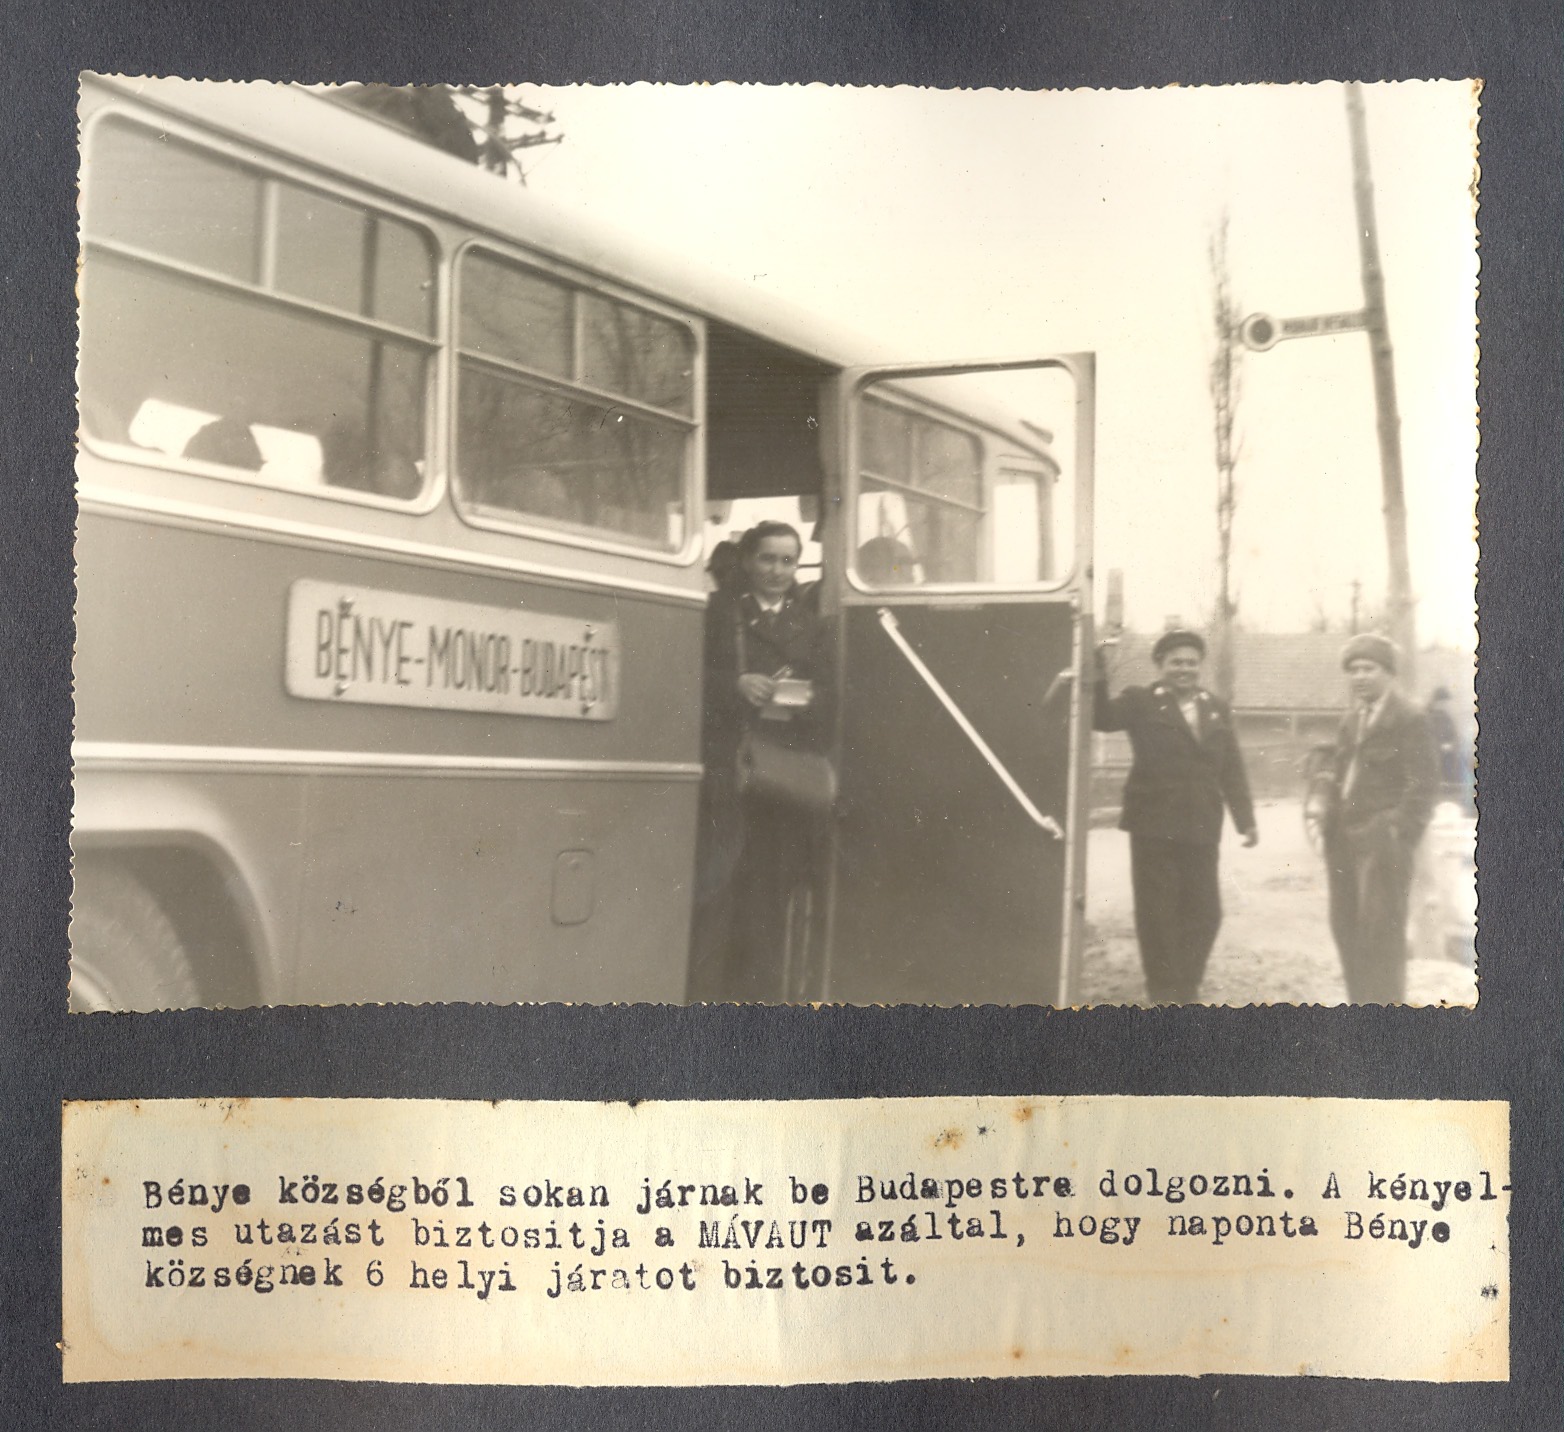 BÉNYE-MONOR-BUDAPEST
Bénye községből sokan járnak be Budapestre dolgozni. A kényel-
mes utazást biztositja a MÁVAUT azáltal, hogy naponta Bénye
községnek 6 helyi járatot biztosit.